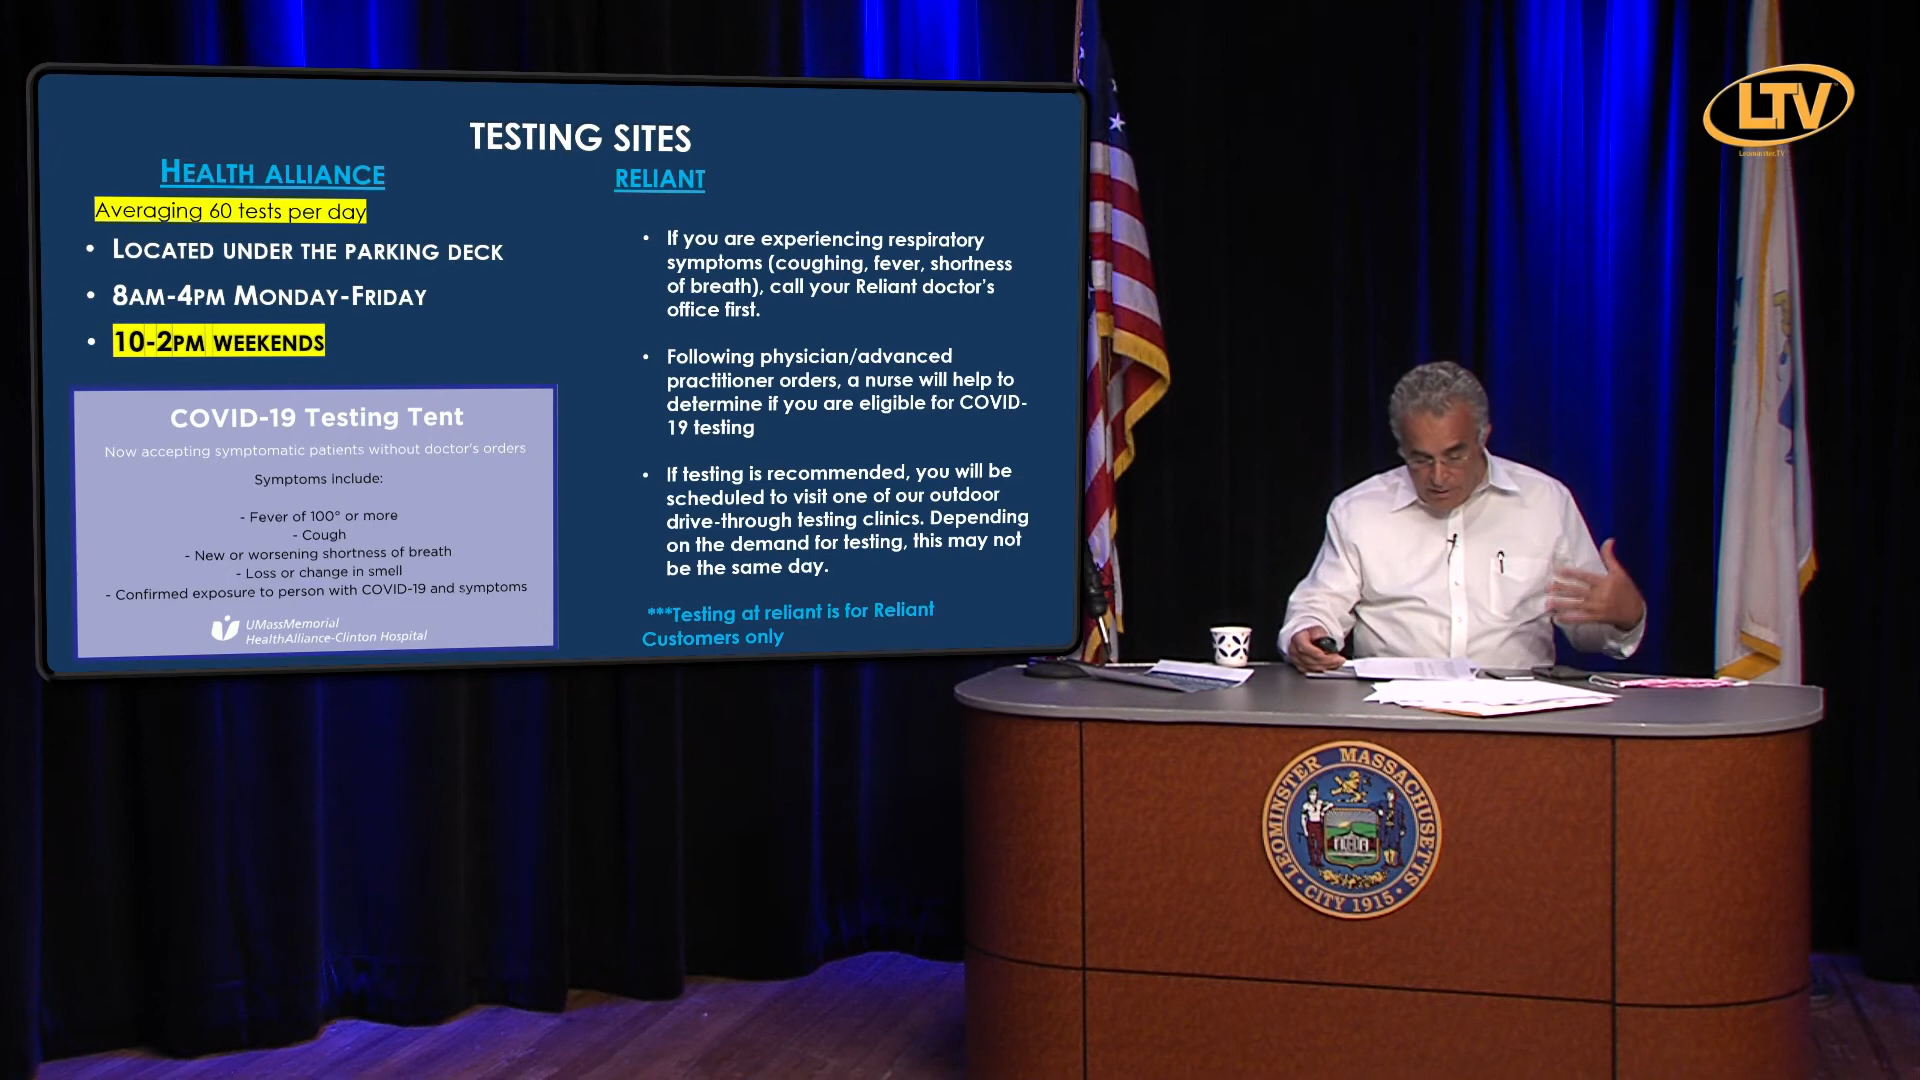 TESTING SITES
HEALTH ALLIANCE
Averaging 60 tests per day
• LOCATED UNDER THE PARKING DECK
• 8AM-4PM MONDAY-FRIDAY
• 10-2PM WEEKENDS
COVID-19 Testing Tent
Now accepting symptomatic patients without doctor's orders
Symptoms include:
- Fever of 100° or more
- Cough
- New or worsening shortness of breath
- Loss or change in smell
- Confirmed exposure to person with COVID-19 and symptoms
UMassMemorial
HealthAlliance-Clinton Hospital
RELIANT
• If you are experiencing respiratory
symptoms (coughing, fever, shortness
of breath), call your Reliant doctor's
office first.
• Following physician/advanced
practitioner orders, a nurse will help to
determine if you are eligible for COVID-
19 testing
• If testing is recommended, you will be
scheduled to visit one of our outdoor
drive-through testing clinics. Depending
on the demand for testing, this may not
be the same day.
***Testing at reliant is for Reliant
Customers only
LTV
Leominster.TV
LEOMINSTER MASSACHUSETTS
• CITY 1915 •